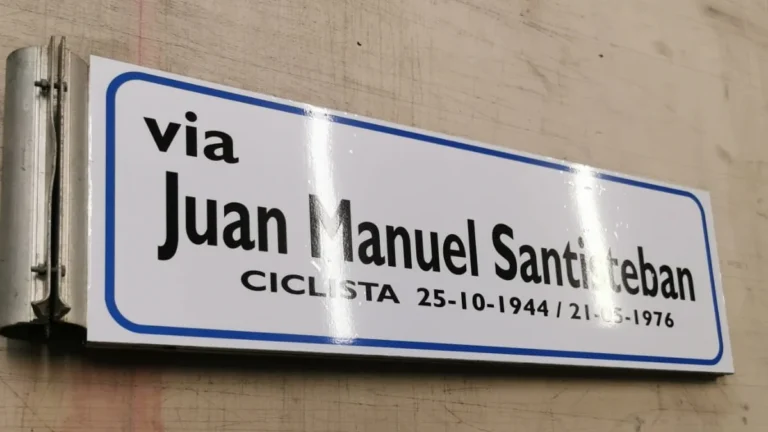 via
Juan Manuel Santisteban
CICLISTA 25-10-1944 / 21-05-1976